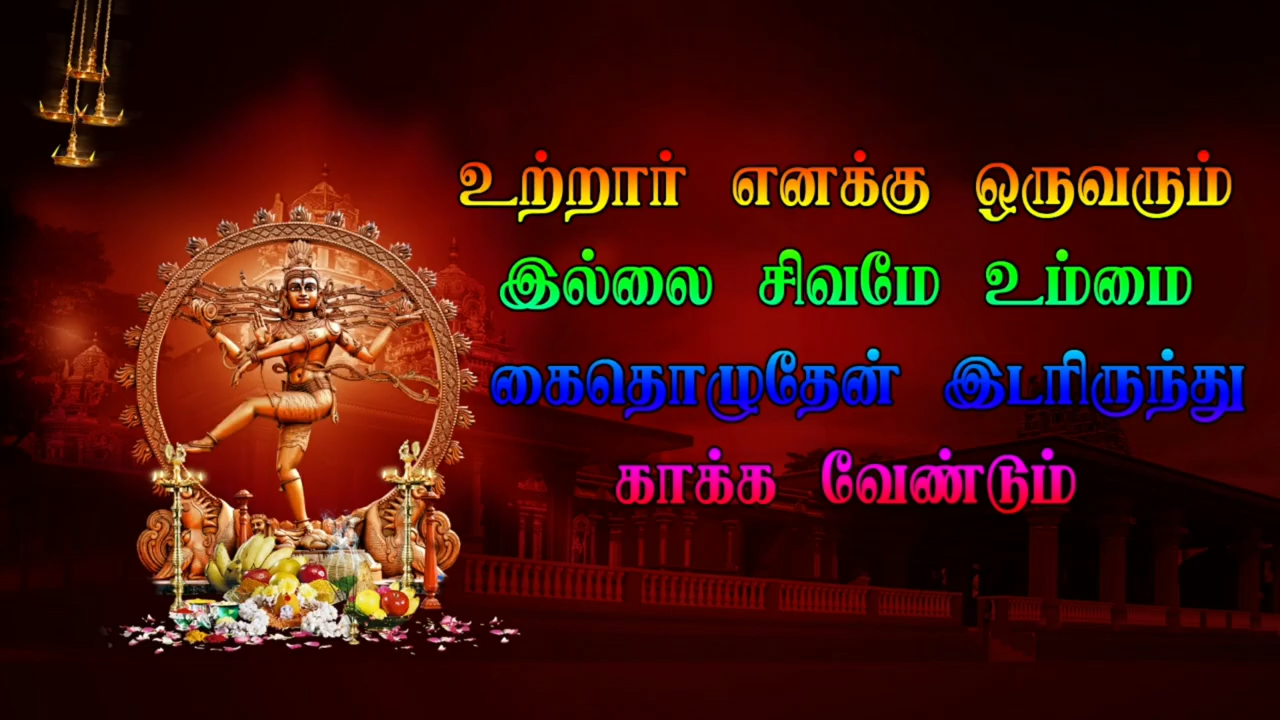 உற்றார் எனக்கு ஒருவரும்
இல்லை சிவமே உம்மை
கைதொழுதேன் இடரிருந்து
காக்க வேண்டும்